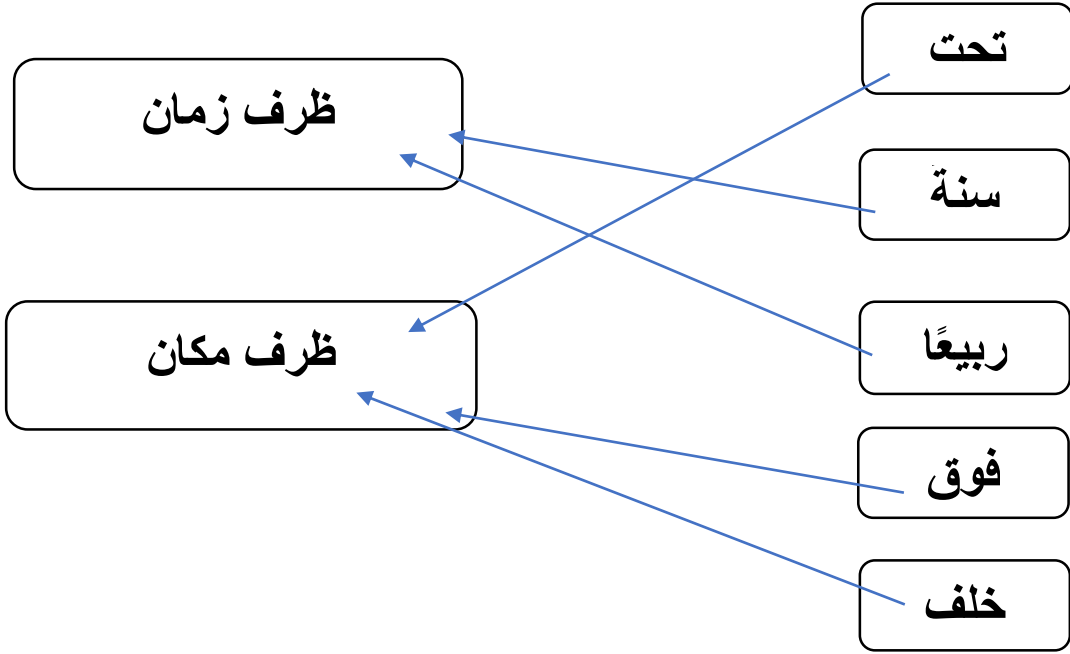 تحت
ظرف زمان
سنةَ
ربيعًا
ظرف مكان
فوق
خلف